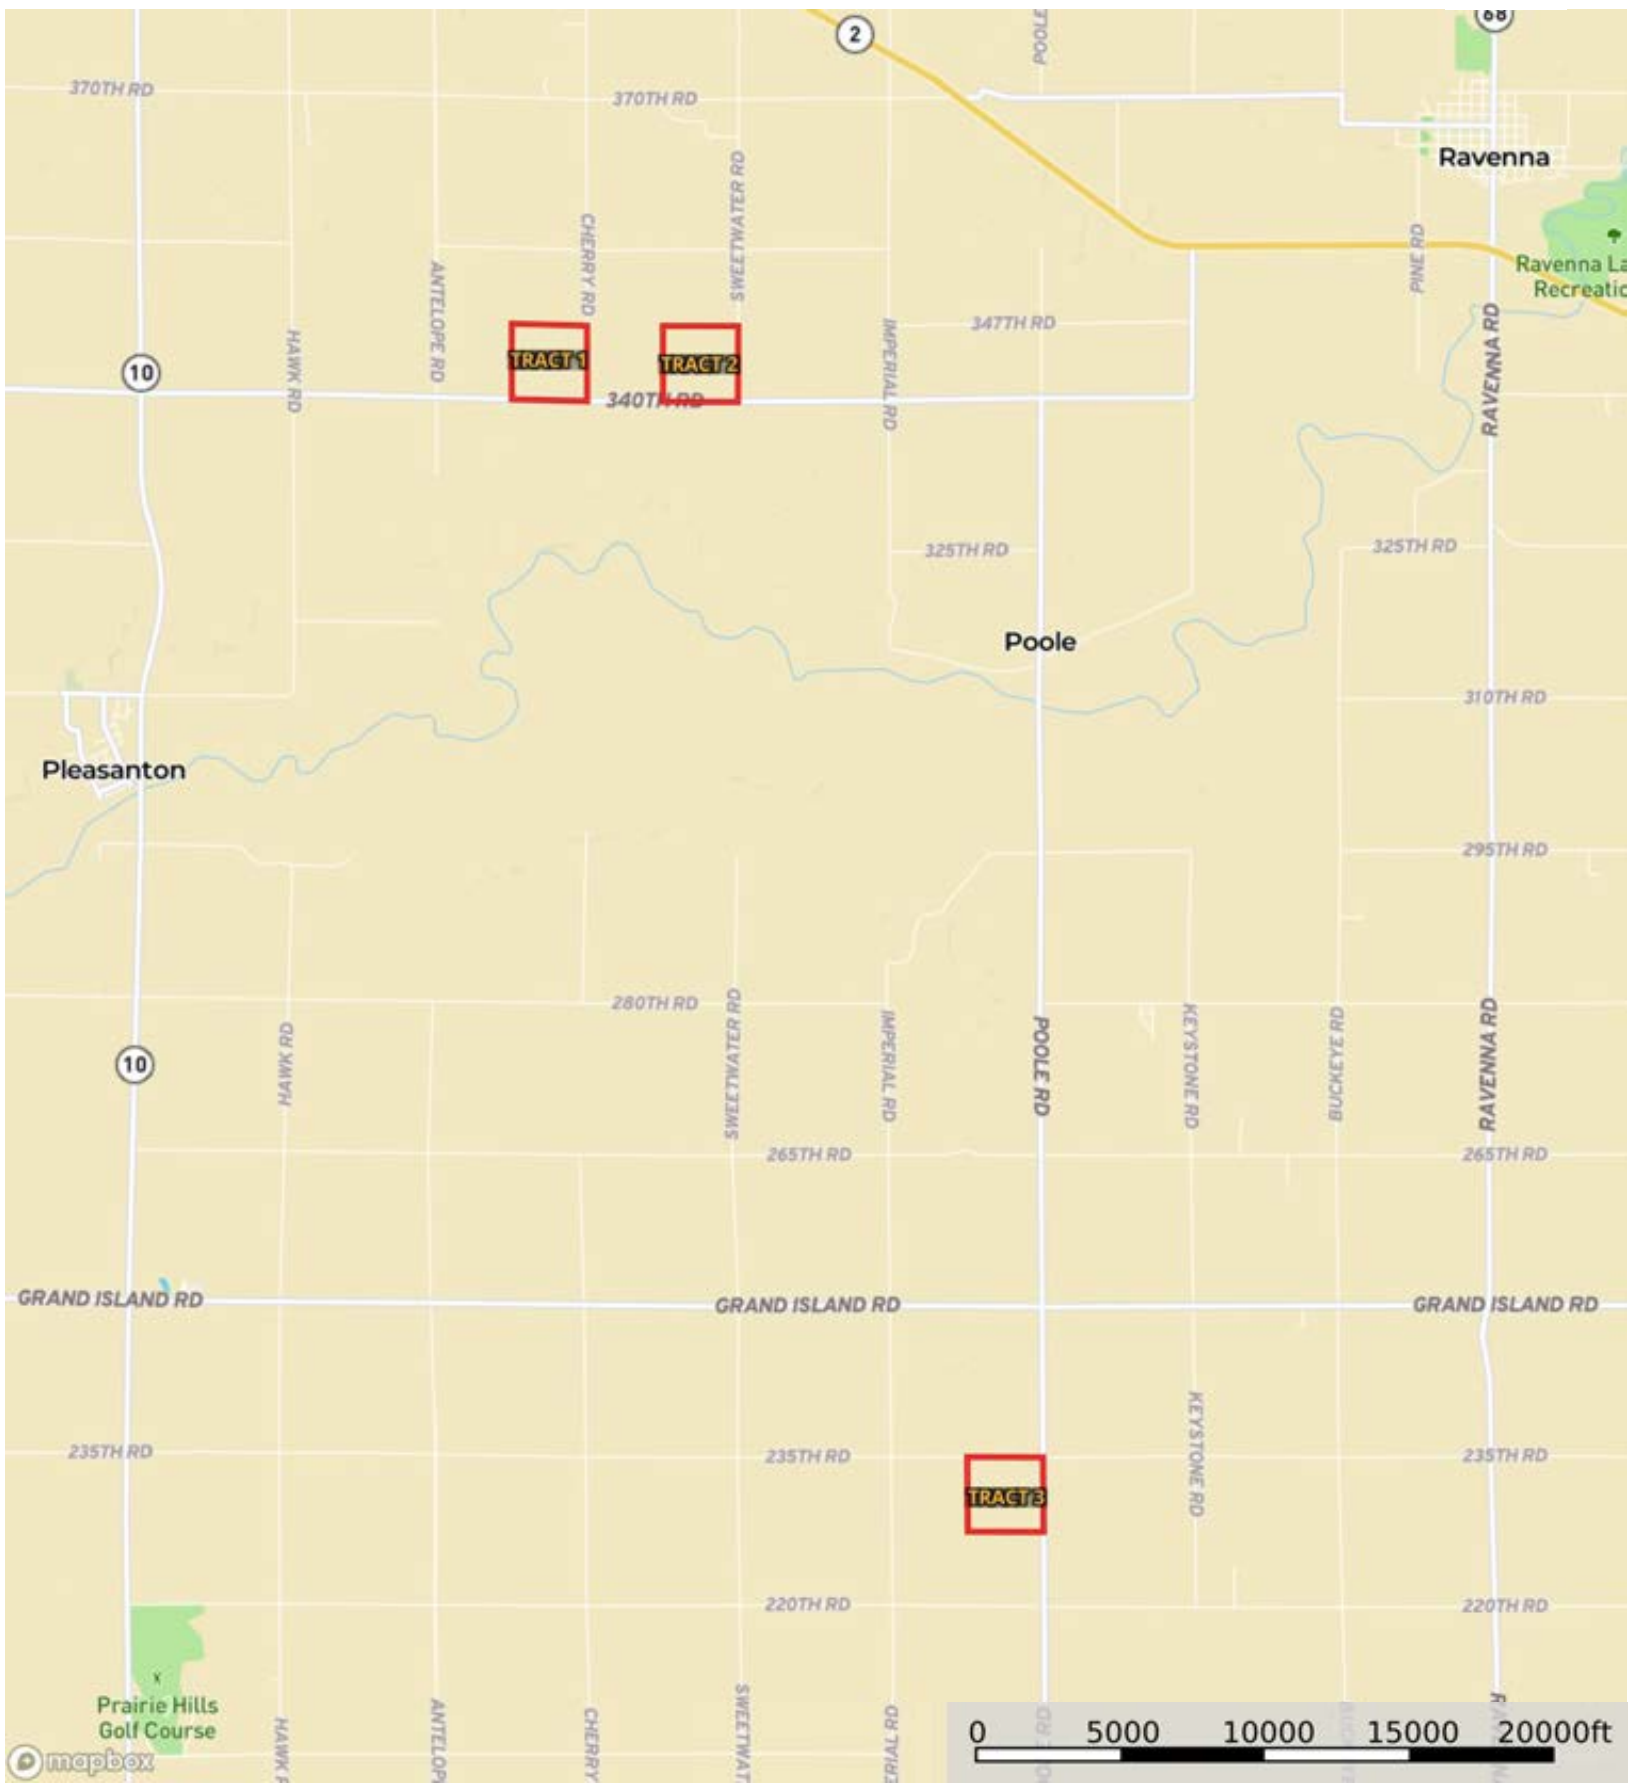 68
2
POOLE
370TH RD
370TH RD
Ravenna
SWEETWATER RD
CHERRY RD
PINE RD
ANTELOPE RD
Ravenna La
Recreatio
HAWK RD
IMPERIAL RD
347TH RD
RAVENNA RD
TRACT 1
TRACT 2
10
340TH RD
325TH RD
325TH RD
Poole
310TH RD
Pleasanton
295TH RD
280TH RD
SWEETWATER RD
HAWK RD
IMPERIAL RD
POOLE RD
KEYSTONE RD
BUCKEYE RD
RAVENNA RD
10
265TH RD
265TH RD
GRAND ISLAND RD
GRAND ISLAND RD
GRAND ISLAND RD
KEYSTONE RD
235TH RD
235TH RD
235TH RD
TRACT 3
220TH RD
220TH RD
Prairie Hills
Golf Course
HAWK R
ANTELOP
CHERRY
SWEETWAT
0 5000 10000 15000 20000ft
mapbox